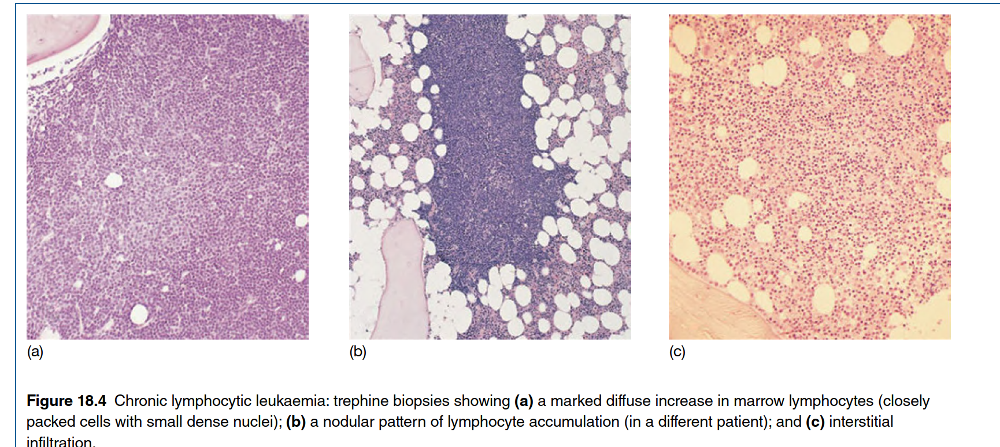 (a)
(b)
(c)
Figure 18.4 Chronic lymphocytic leukaemia: trephine biopsies showing (a) a marked diffuse increase in marrow lymphocytes (closely
packed cells with small dense nuclei); (b) a nodular pattern of lymphocyte accumulation (in a different patient); and (c) interstitial
infiltration.